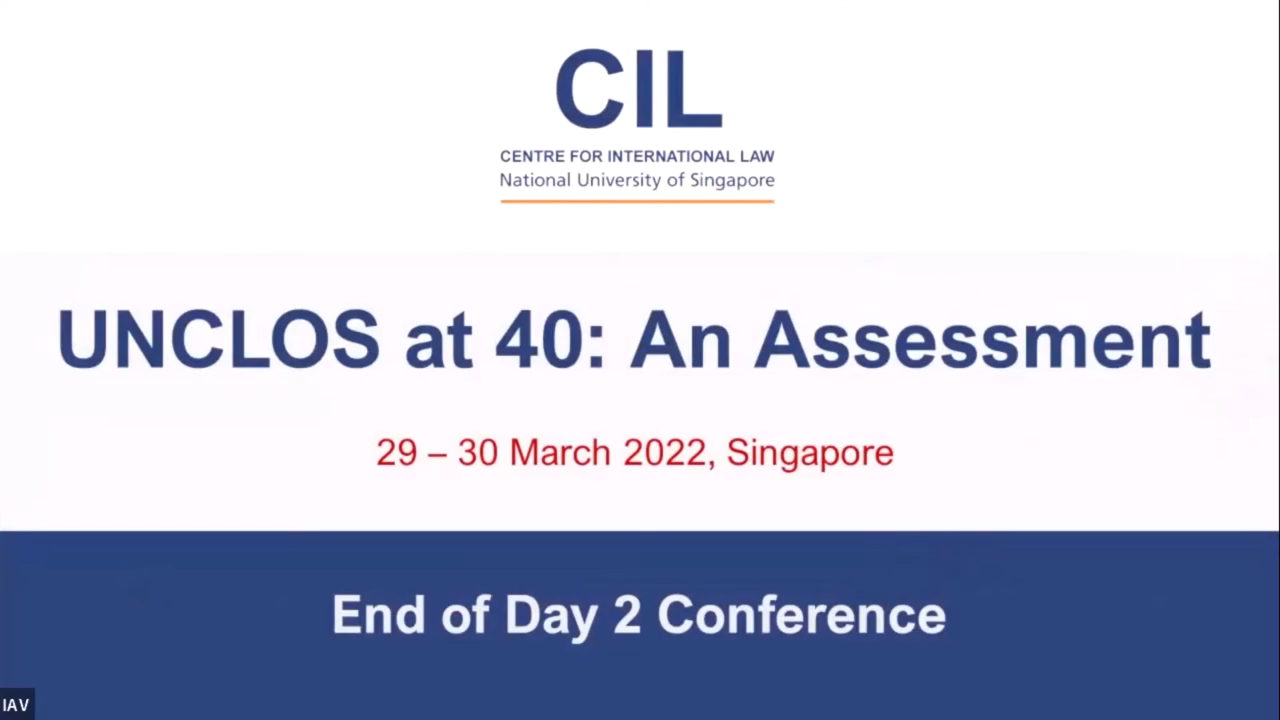 CIL
CENTRE FOR INTERNATIONAL LAW
National University of Singapore
UNCLOS at 40: An Assessment
29 – 30 March 2022, Singapore
End of Day 2 Conference
IAV